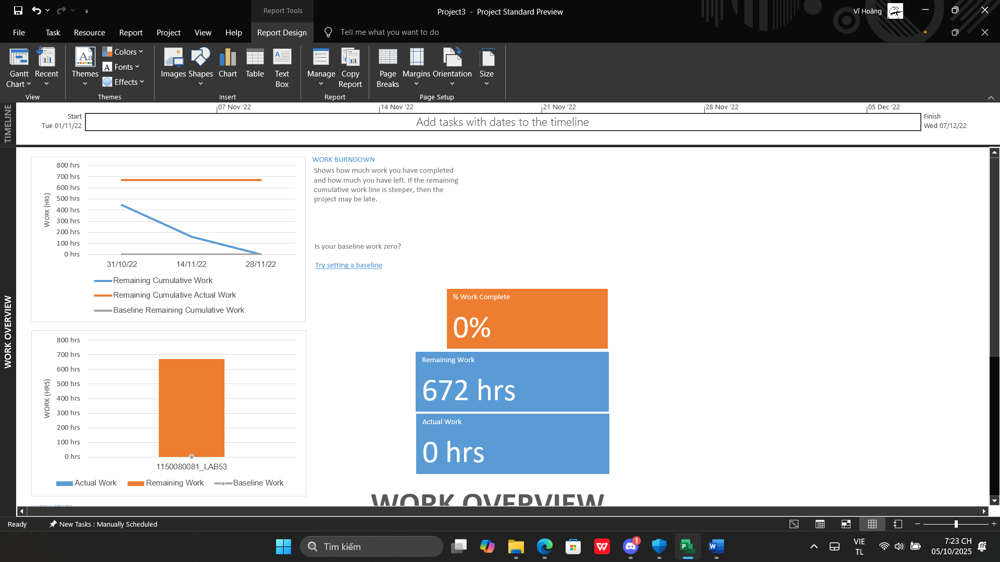 Report Tools
Project3 - Project Standard Preview
Vĩ Hoàng
File
Task
Resource
Report
Project
View
Help
Report Design
Tell me what you want to do
Gantt Chart
Recent
Themes
Aa
Colors
A Fonts
Effects
Images
Shapes
Chart
Table
Text Box
Manage
Copy Report
Page Breaks
Margins
Orientation
Size
View
Themes
Insert
Report
Page Setup
TIMELINE
07 Nov '22
14 Nov '22
21 Nov '22
28 Nov '22
05 Dec '22
Start
Tue 01/11/22
Add tasks with dates to the timeline
Finish
Wed 07/12/22
WORK OVERVIEW
WORK (HRS)
800 hrs
700 hrs
600 hrs
500 hrs
400 hrs
300 hrs
200 hrs
100 hrs
0 hrs
31/10/22
14/11/22
28/11/22
Remaining Cumulative Work
Remaining Cumulative Actual Work
Baseline Remaining Cumulative Work
WORK BURNDOWN
Shows how much work you have completed
and how much you have left. If the remaining
cumulative work line is steeper, then the
project may be late.
Is your baseline work zero?
Try setting a baseline
% Work Complete
0%
Remaining Work
672 hrs
Actual Work
0 hrs
WORK (HRS)
800 hrs
700 hrs
600 hrs
500 hrs
400 hrs
300 hrs
200 hrs
100 hrs
0 hrs
1150080081_LAB53
Actual Work
Remaining Work
Baseline Work
WORK OVERVIEW
Ready
New Tasks : Manually Scheduled
Tìm kiếm
1
VIE
TL
7:23 CH
05/10/2025